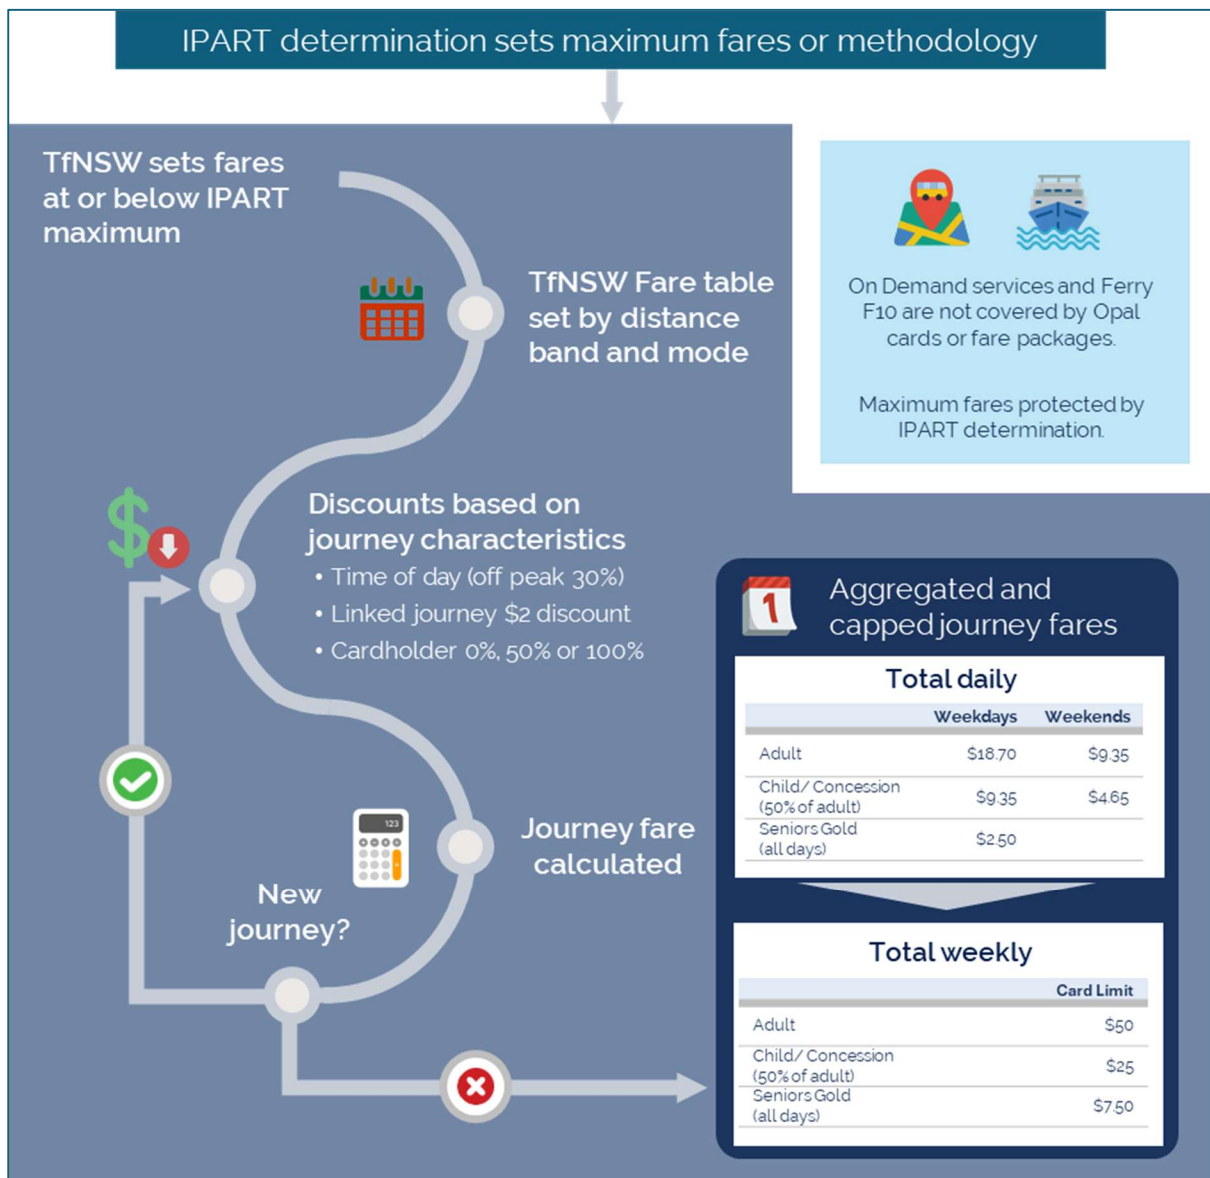 IPART determination sets maximum fares or methodology
TfNSW sets fares
at or below IPART
maximum
TfNSW Fare table
set by distance
band and mode
On Demand services and Ferry
F10 are not covered by Opal
cards or fare packages.
Maximum fares protected by
IPART determination.
Discounts based on
journey characteristics
• Time of day (off peak 30%)
• Linked journey $2 discount
• Cardholder 0%, 50% or 100%
123
Journey fare
calculated
New
journey?
1
Aggregated and
capped journey fares
Total daily
Weekdays Weekends
Adult $18.70 $9.35
Child/ Concession
(50% of adult) $9.35 $4.65
Seniors Gold
(all days) $2.50
Total weekly
Card Limit
Adult $50
Child/ Concession
(50% of adult) $25
Seniors Gold
(all days) $7.50